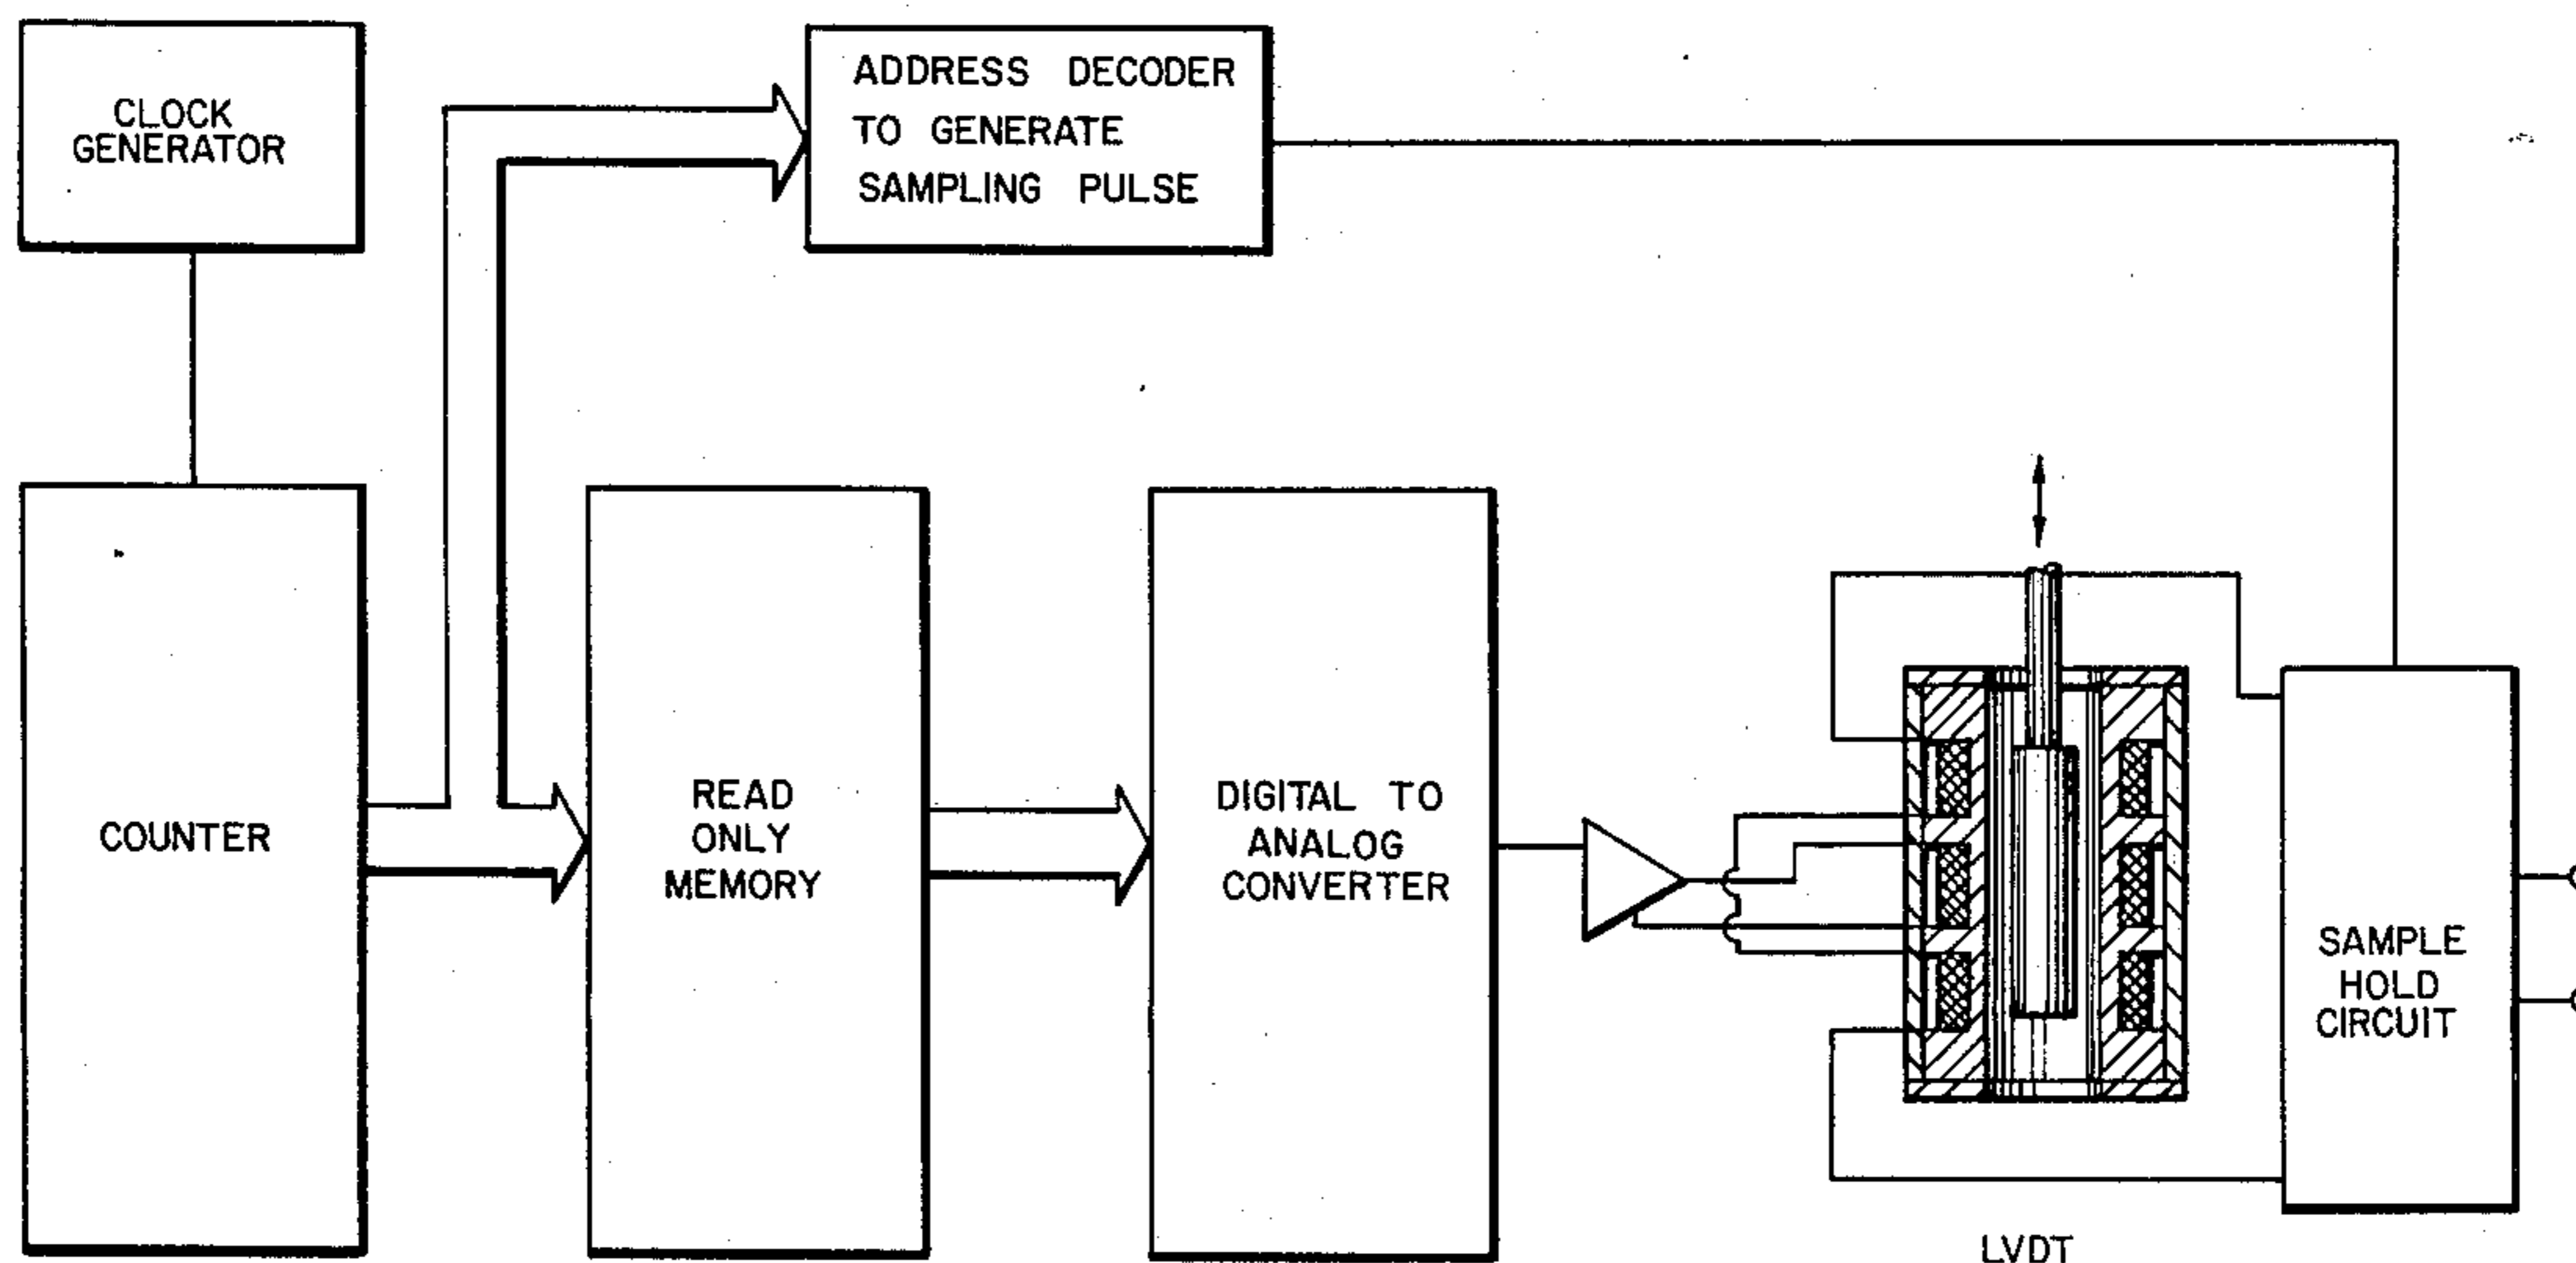 CLOCK
GENERATOR
ADDRESS DECODER
TO GENERATE
SAMPLING PULSE
COUNTER
READ
ONLY
MEMORY
DIGITAL TO
ANALOG
CONVERTER
SAMPLE
HOLD
CIRCUIT
LVDT